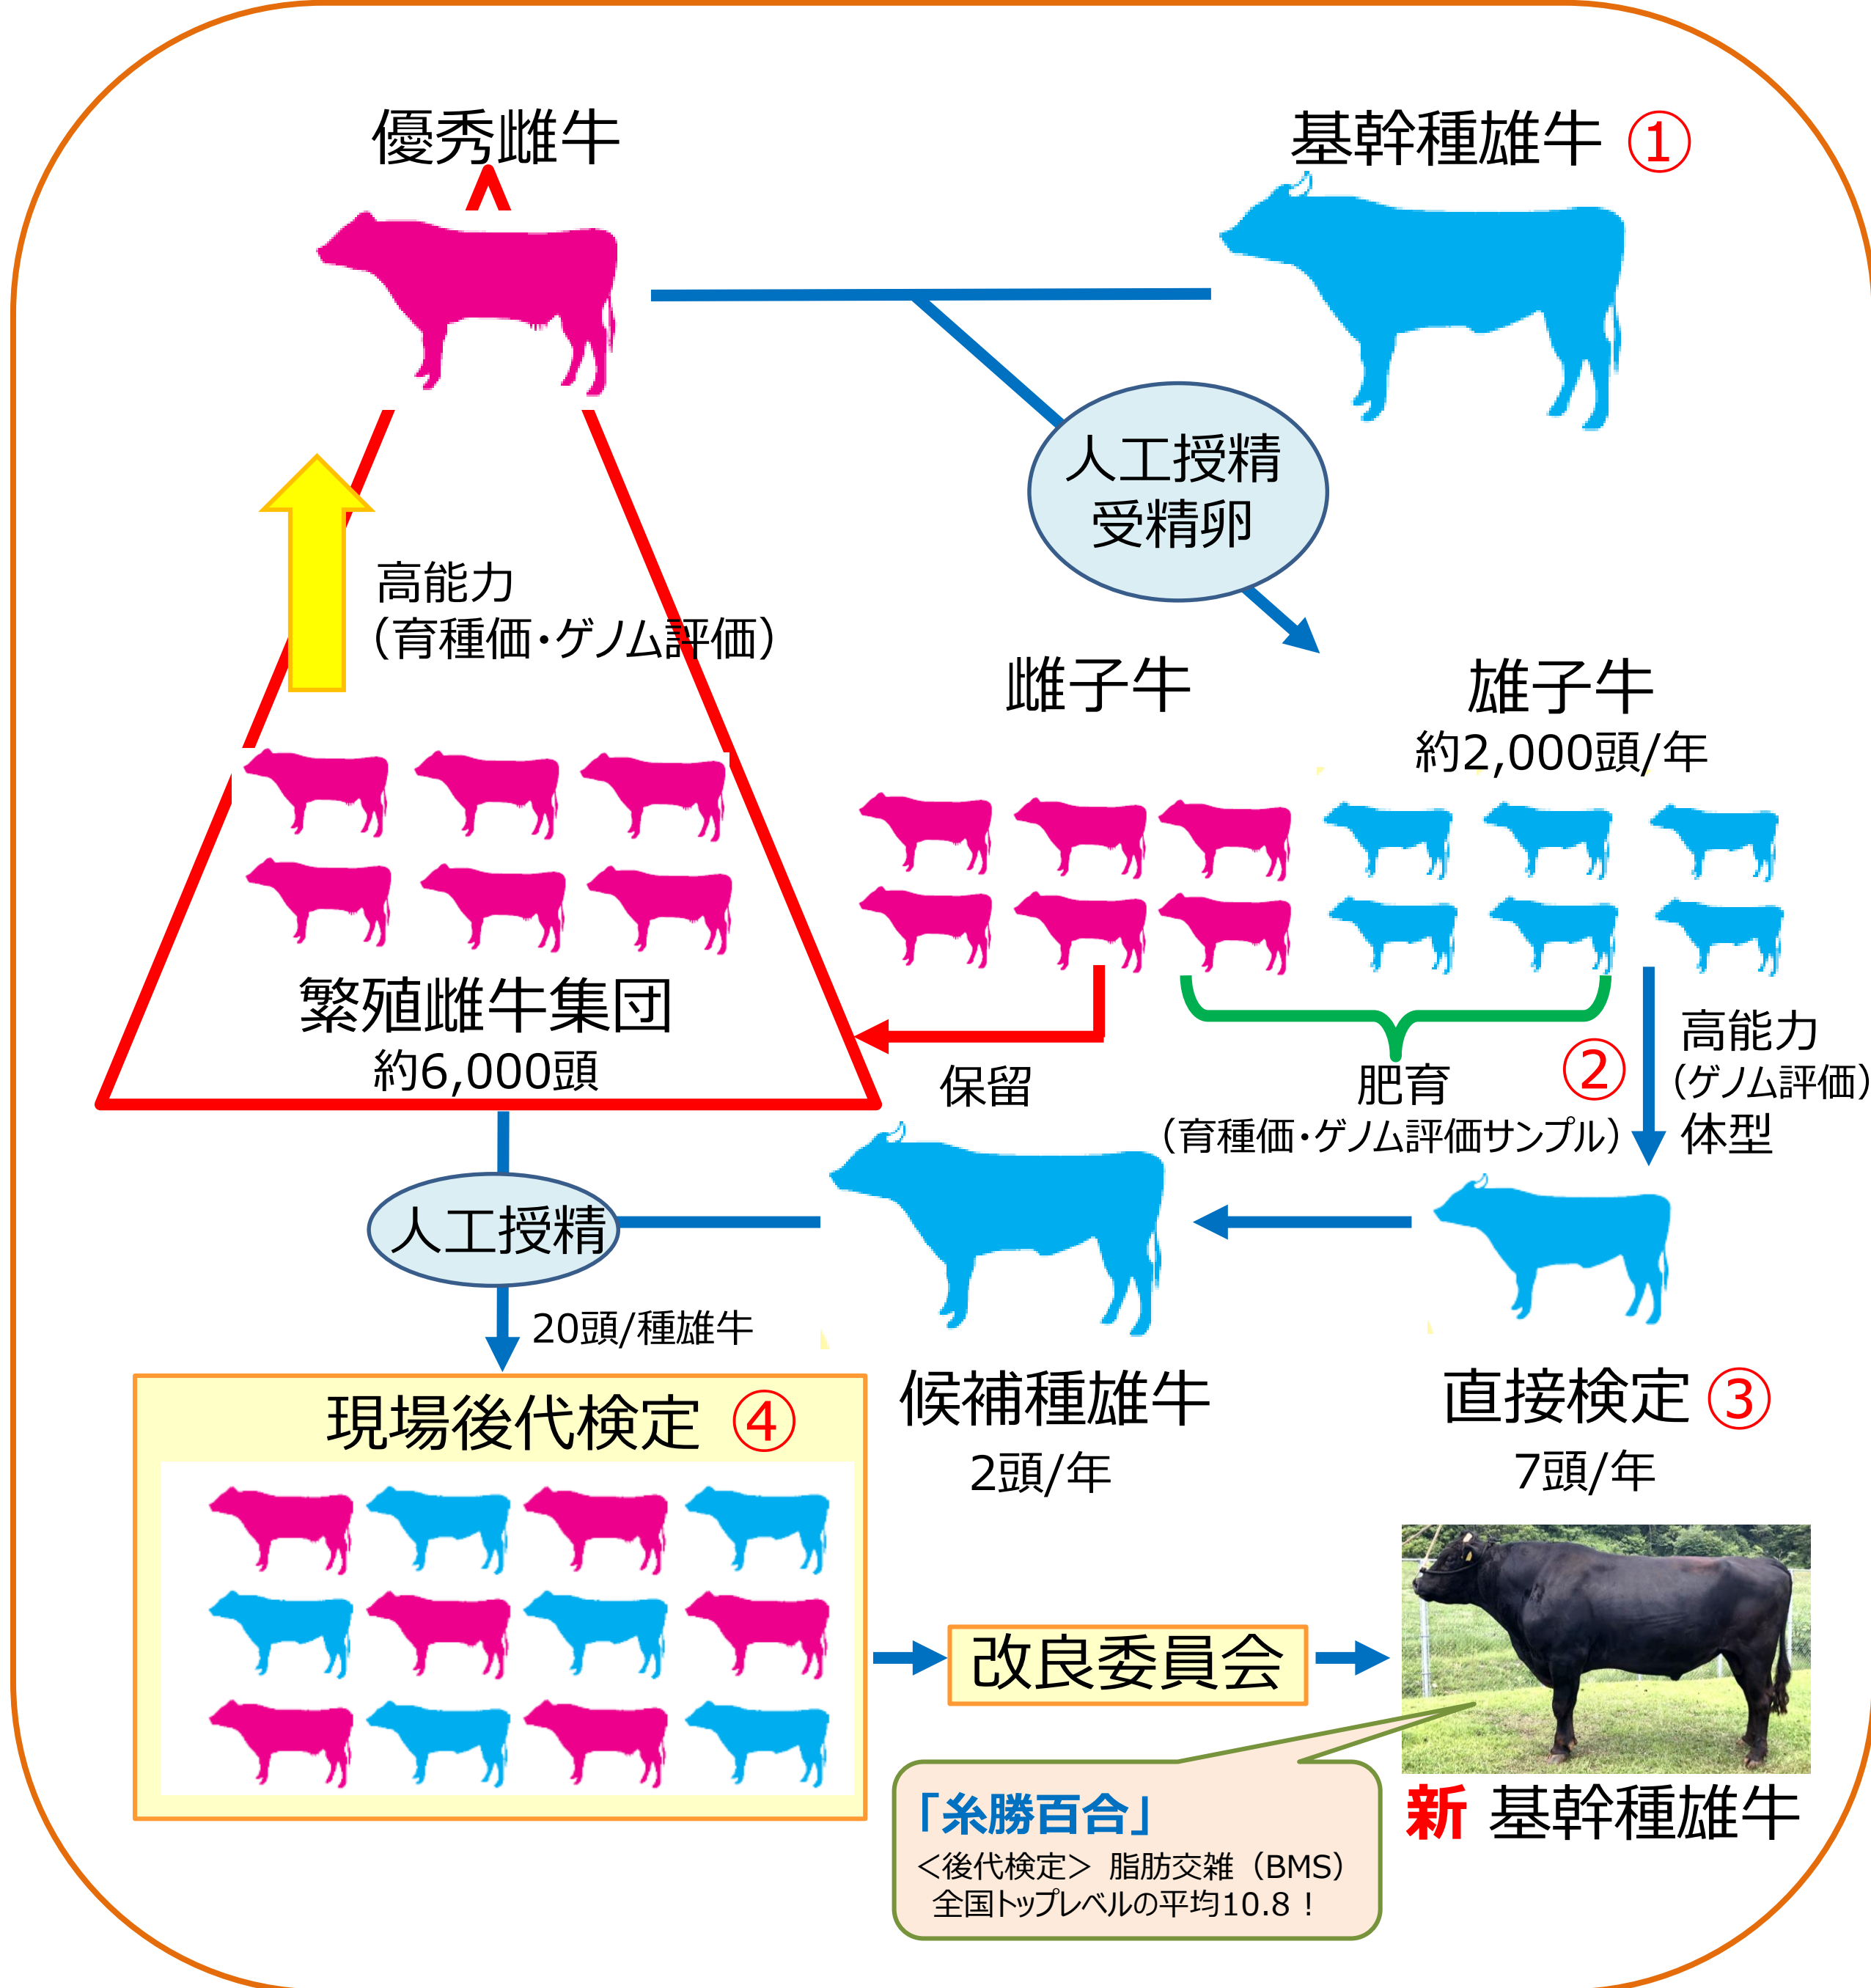 優秀雌牛
基幹種雄牛 ①
人工授精
受精卵
高能力
（育種価・ゲノム評価）
雌子牛
雄子牛
約2,000頭/年
繁殖雌牛集団
約6,000頭
保留
肥育
（育種価・ゲノム評価サンプル）
②
高能力
（ゲノム評価）
体型
人工授精
20頭/種雄牛
候補種雄牛
2頭/年
直接検定 ③
7頭/年
現場後代検定 ④
改良委員会
新 基幹種雄牛
「糸勝百合」
＜後代検定＞ 脂肪交雑（BMS）
全国トップレベルの平均10.8！